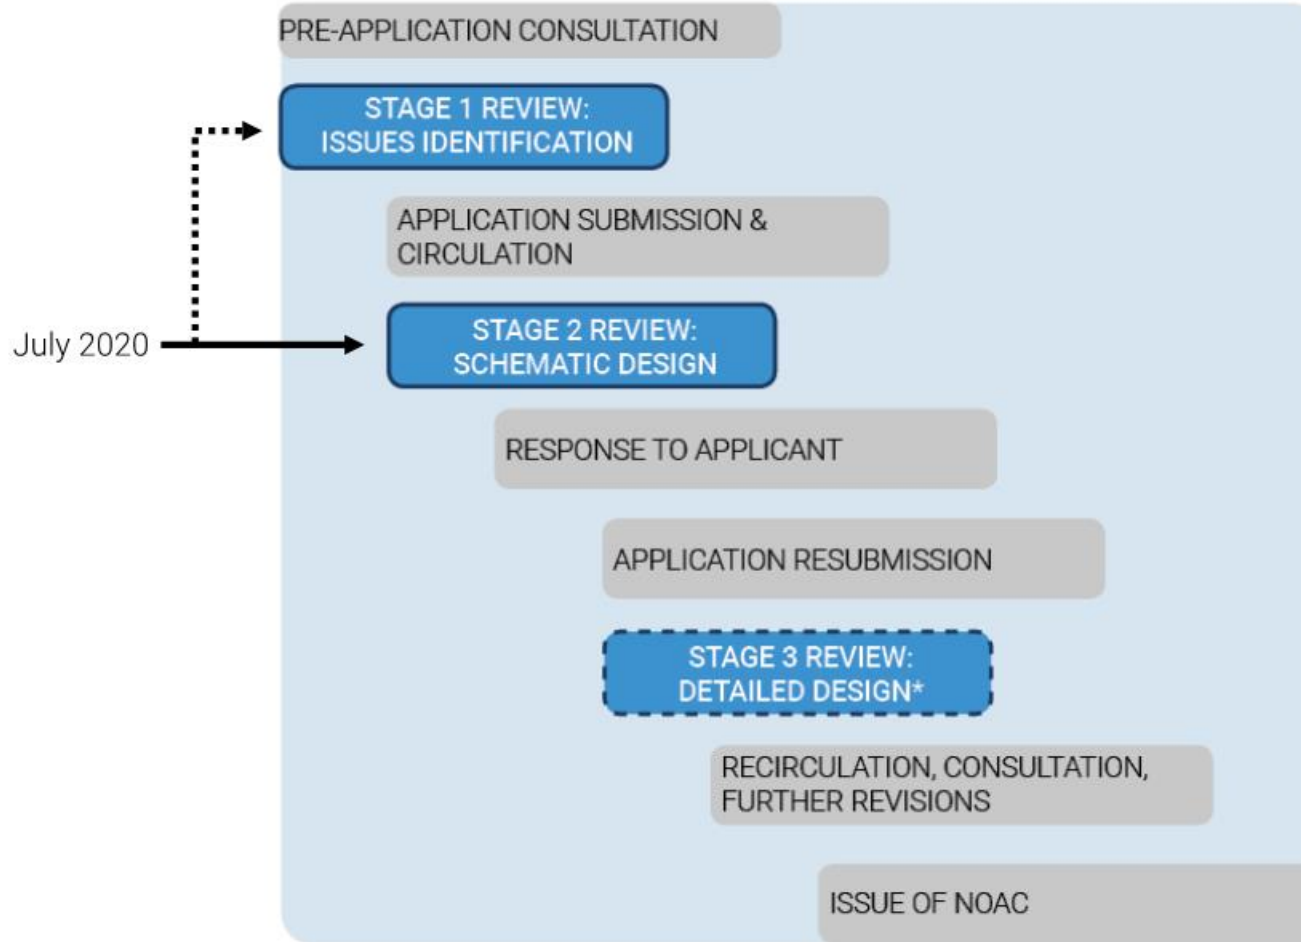 PRE-APPLICATION CONSULTATION
STAGE 1 REVIEW:
ISSUES IDENTIFICATION
APPLICATION SUBMISSION &
CIRCULATION
July 2020
STAGE 2 REVIEW:
SCHEMATIC DESIGN
RESPONSE TO APPLICANT
APPLICATION RESUBMISSION
STAGE 3 REVIEW:
DETAILED DESIGN*
RECIRCULATION, CONSULTATION,
FURTHER REVISIONS
ISSUE OF NOAC